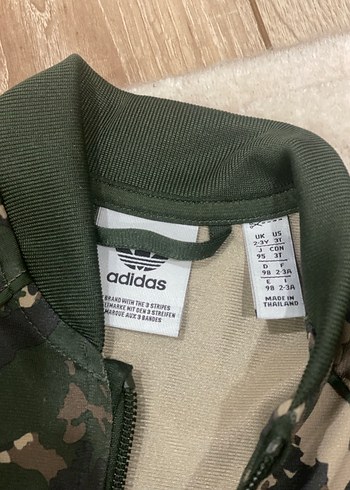 adidas
BRAND WITH THE 3 STRIPES
MARKE MIT DEN 3 STREIFEN
MARQUE AUX 3 BANDES
UK US
2-3Y 3T
J CON
95 3T
D F
98 2-3A
E I
98 2-3A
MADE IN
THAILAND